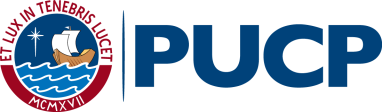 ET LUX IN TENEBRIS LUCET
MCMXVII
PUCP